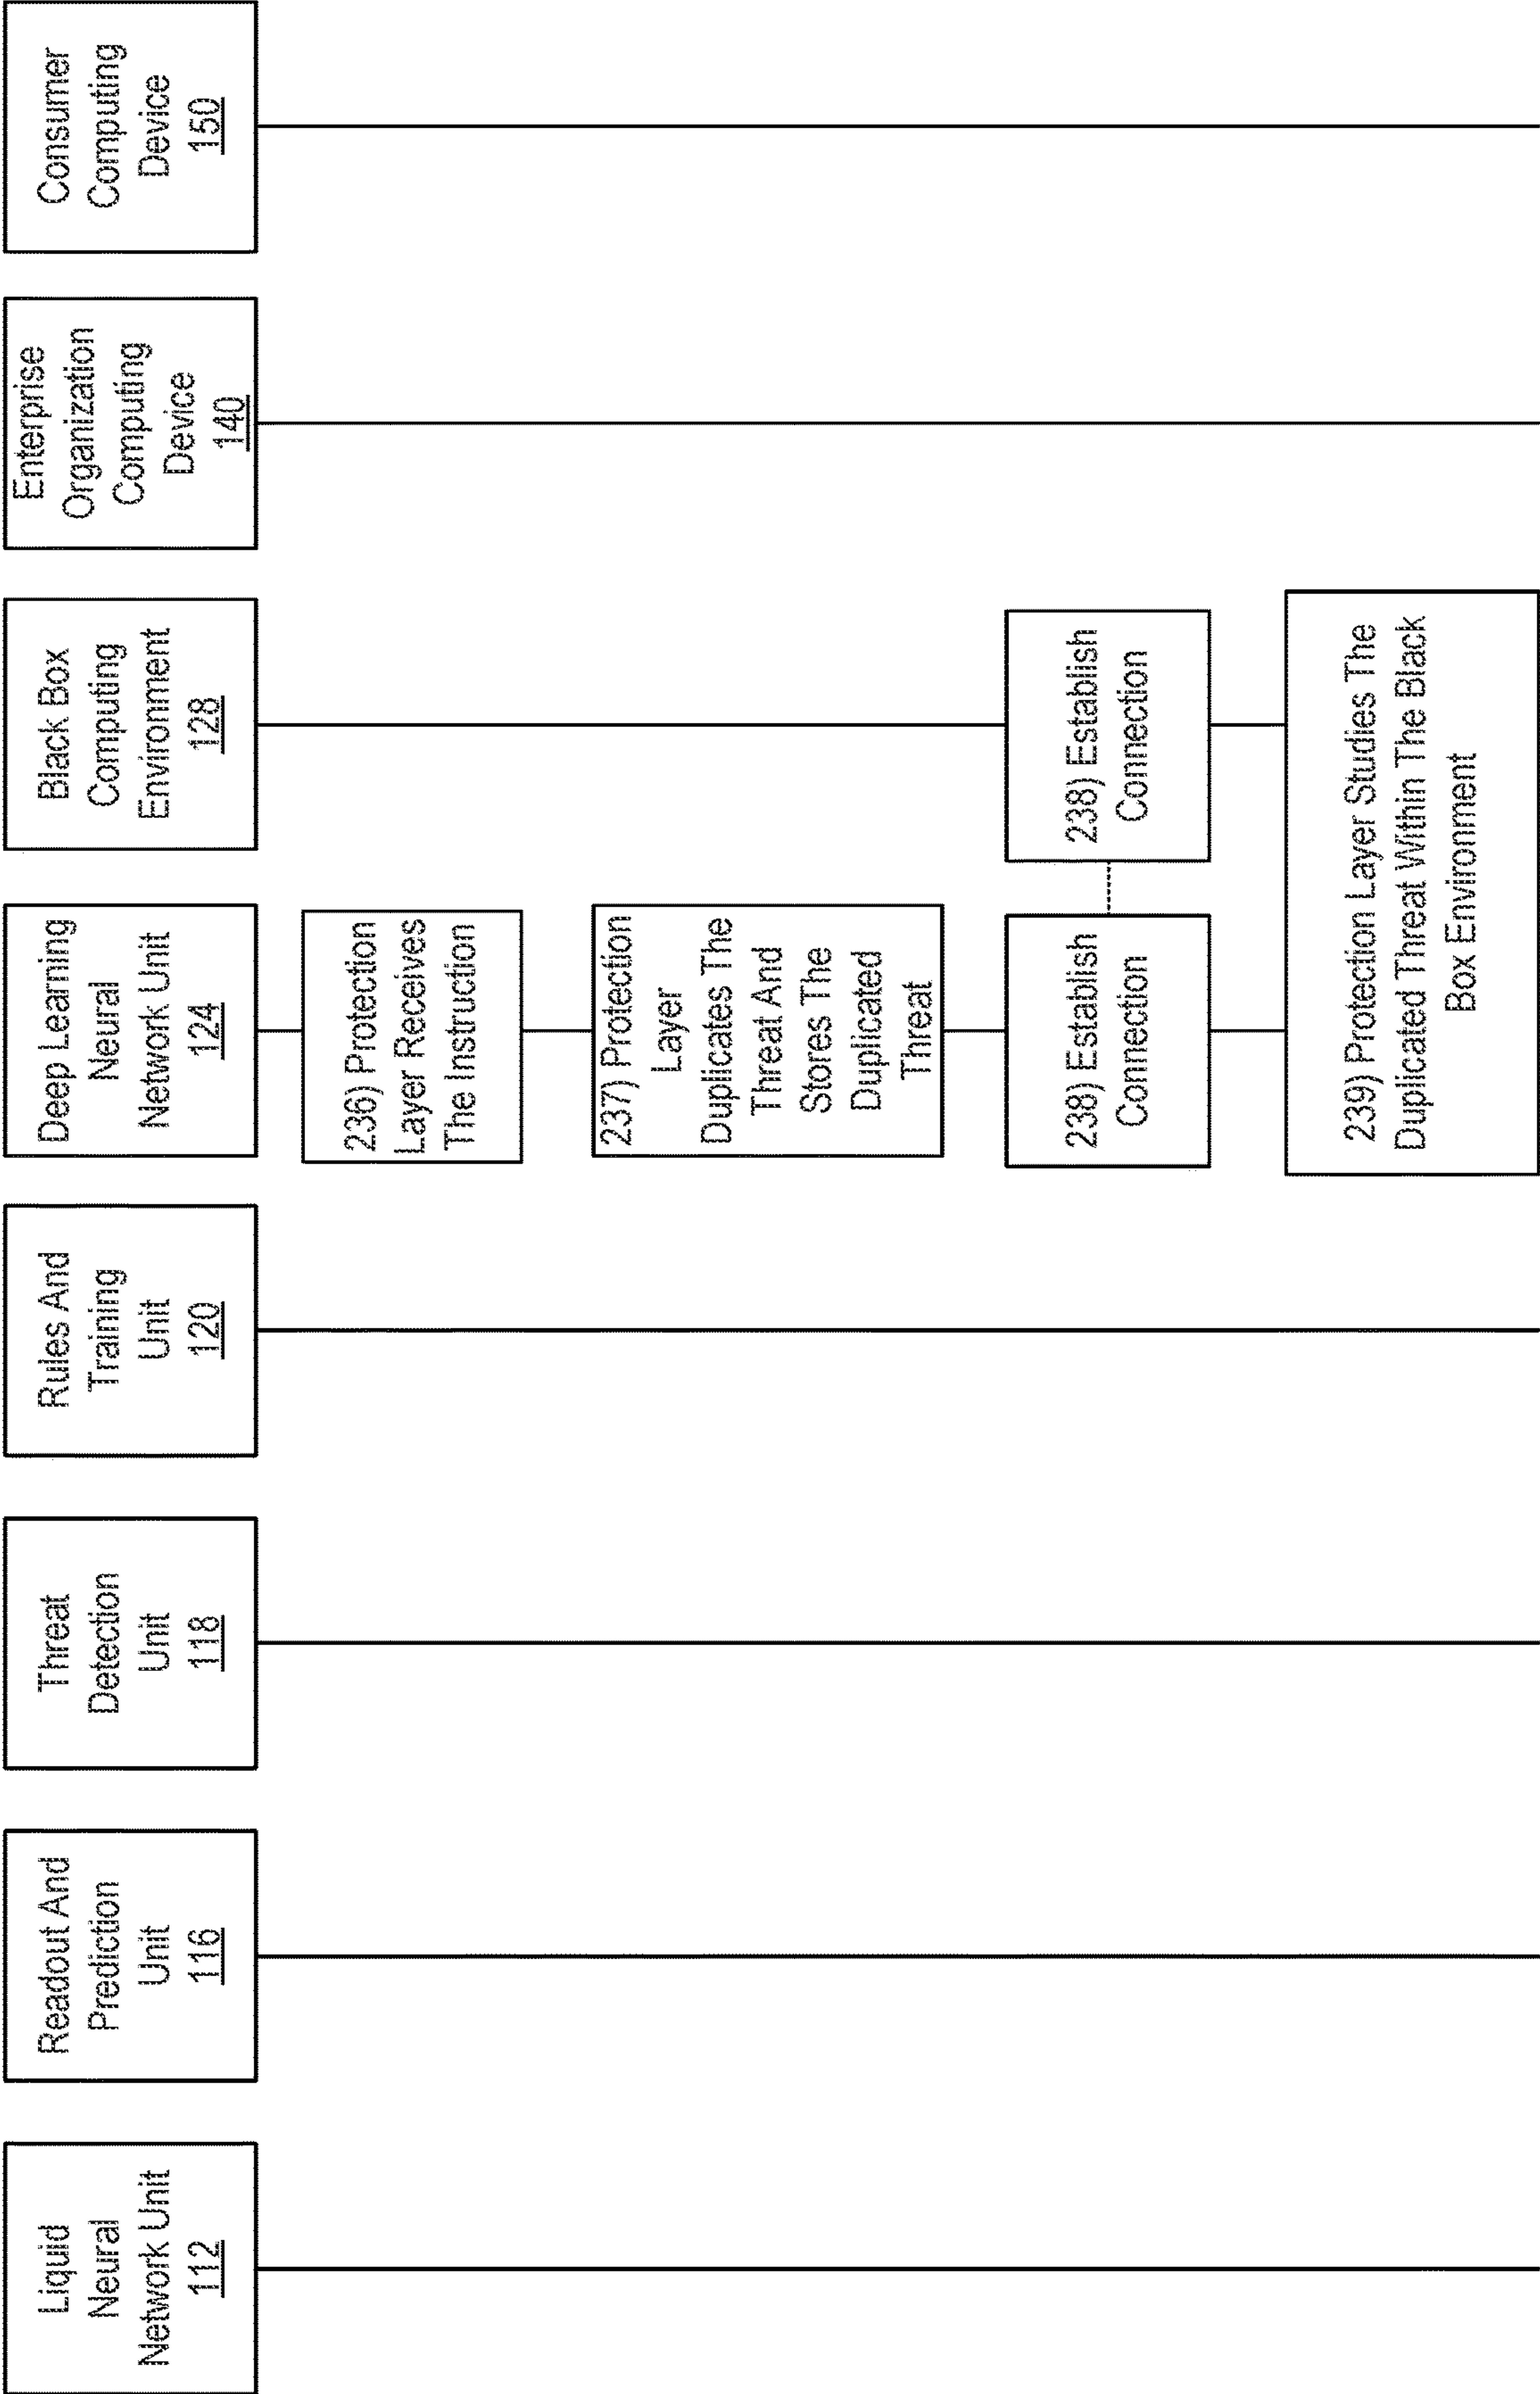 Liquid
Neural
Network Unit
112
Readout And
Prediction
Unit
116
Threat
Detection
Unit
118
Rules And
Training
Unit
120
Deep Learning
Neural
Network Unit
124
Black Box
Computing
Environment
128
Enterprise
Organization
Computing
Device
140
Consumer
Computing
Device
150
236) Protection
Layer Receives
The Instruction
237) Protection
Layer
Duplicates The
Threat And
Stores The
Duplicated
Threat
238) Establish
Connection
238) Establish
Connection
239) Protection Layer Studies The
Duplicated Threat Within The Black
Box Environment